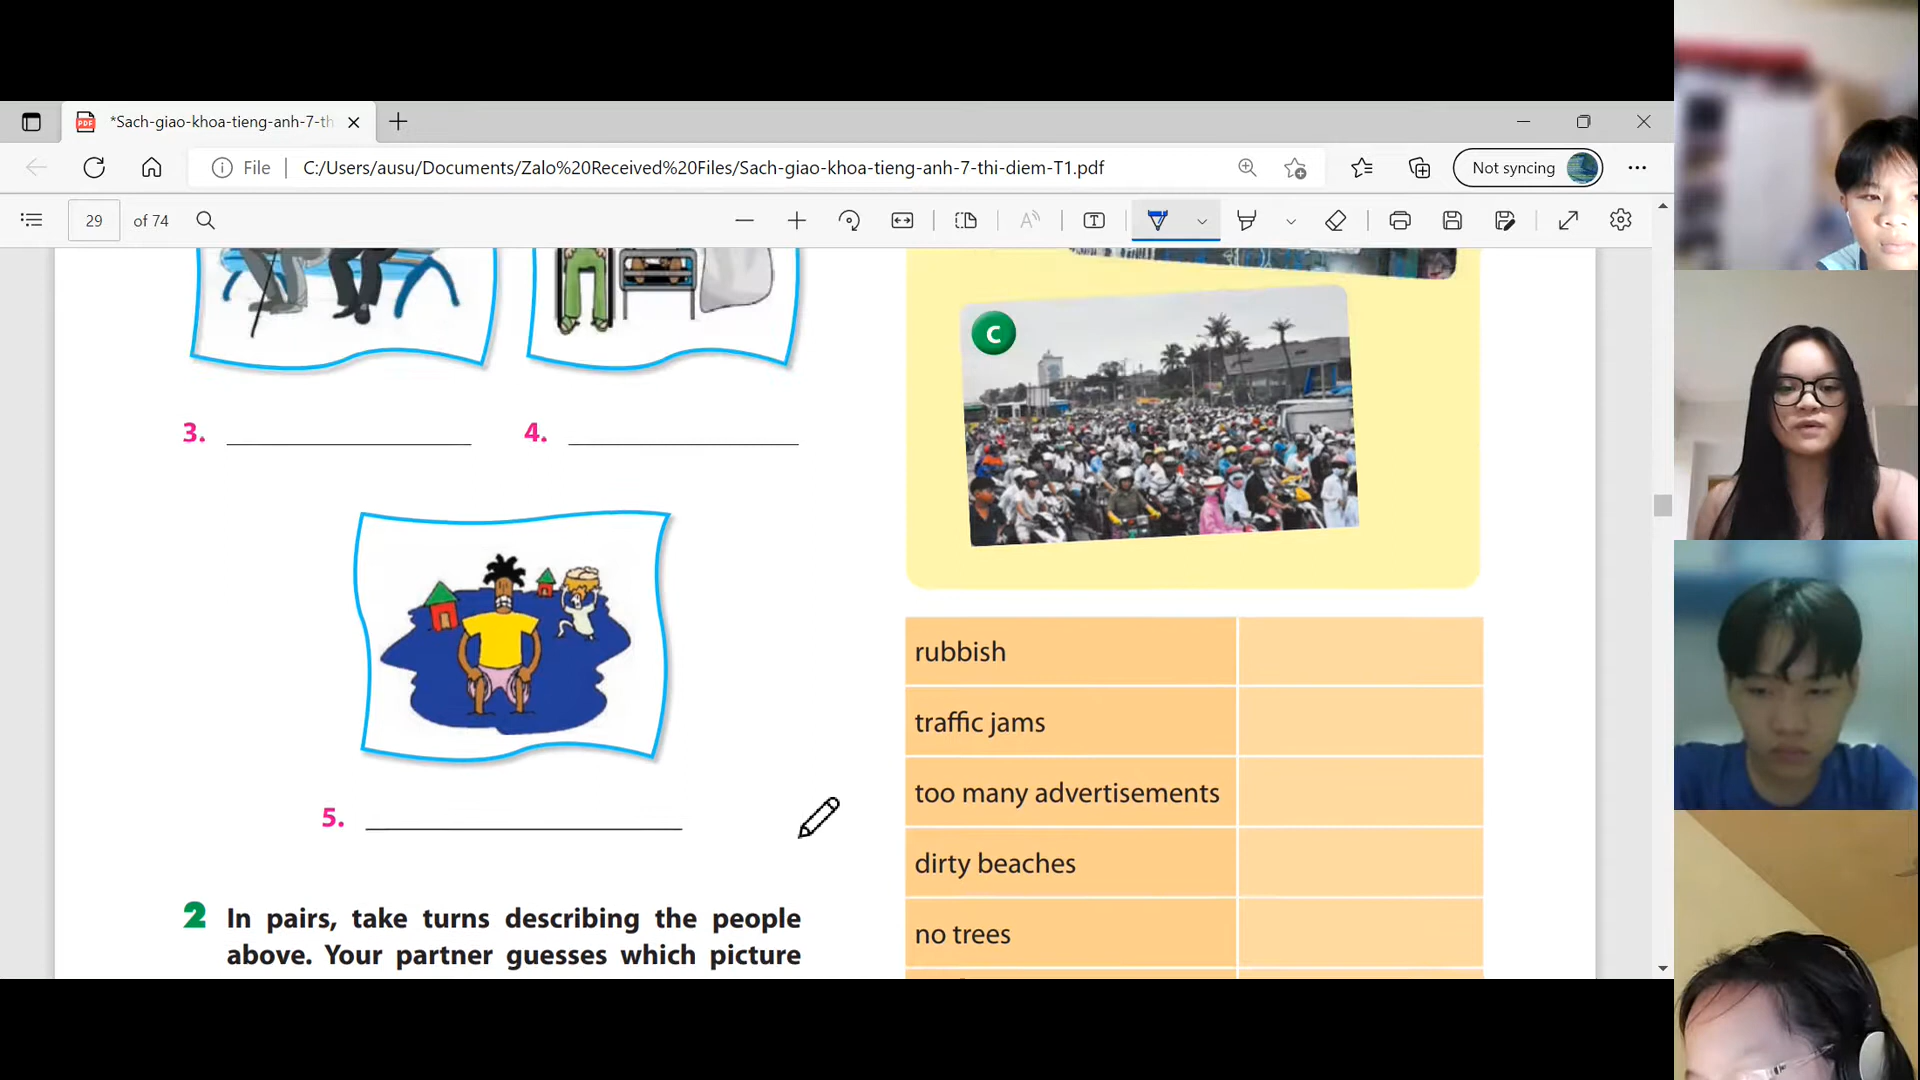 *Sach-giao-khoa-tieng-anh-7-th
File
C:/Users/ausu/Documents/Zalo%20Received%20Files/Sach-giao-khoa-tieng-anh-7-thi-diem-T1.pdf
Not syncing
29 of 74
3.
4.
5.
2 In pairs, take turns describing the people
above. Your partner guesses which picture
C
rubbish
traffic jams
too many advertisements
dirty beaches
no trees